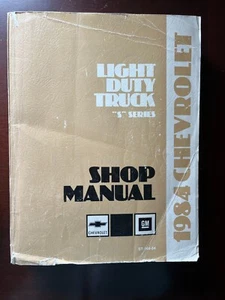 LIGHT
DUTY
TRUCK
"S" SERIES
SHOP
MANUAL
CHEVROLET
GM
1984 CHEVROLET